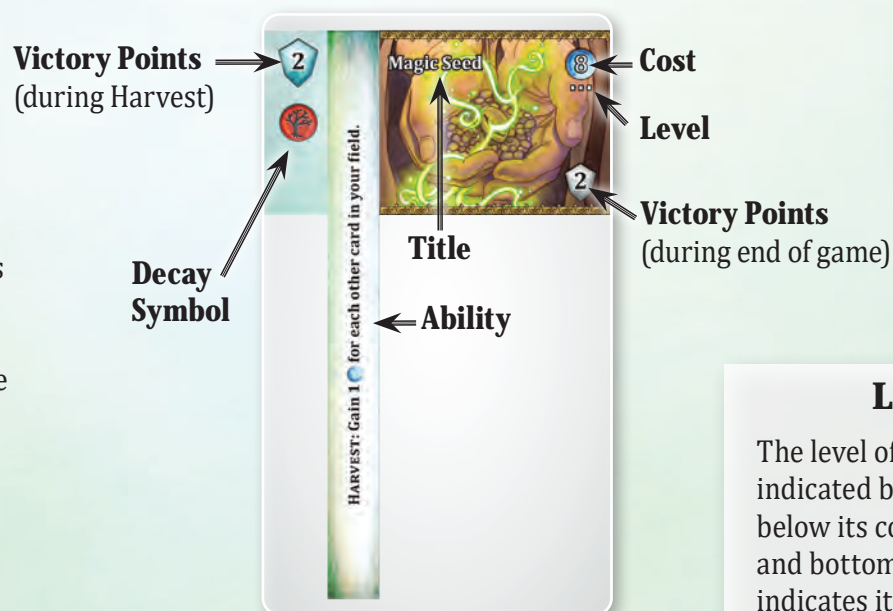 Victory Points
(during Harvest)
2
Magic Seed
8
Cost
Level
2
Victory Points
(during end of game)
Title
Decay
Symbol
Ability
HARVEST: Gain 1 for each other card in your field.
s
e
L
The level of
indicated b
below its co
and bottom
indicates it